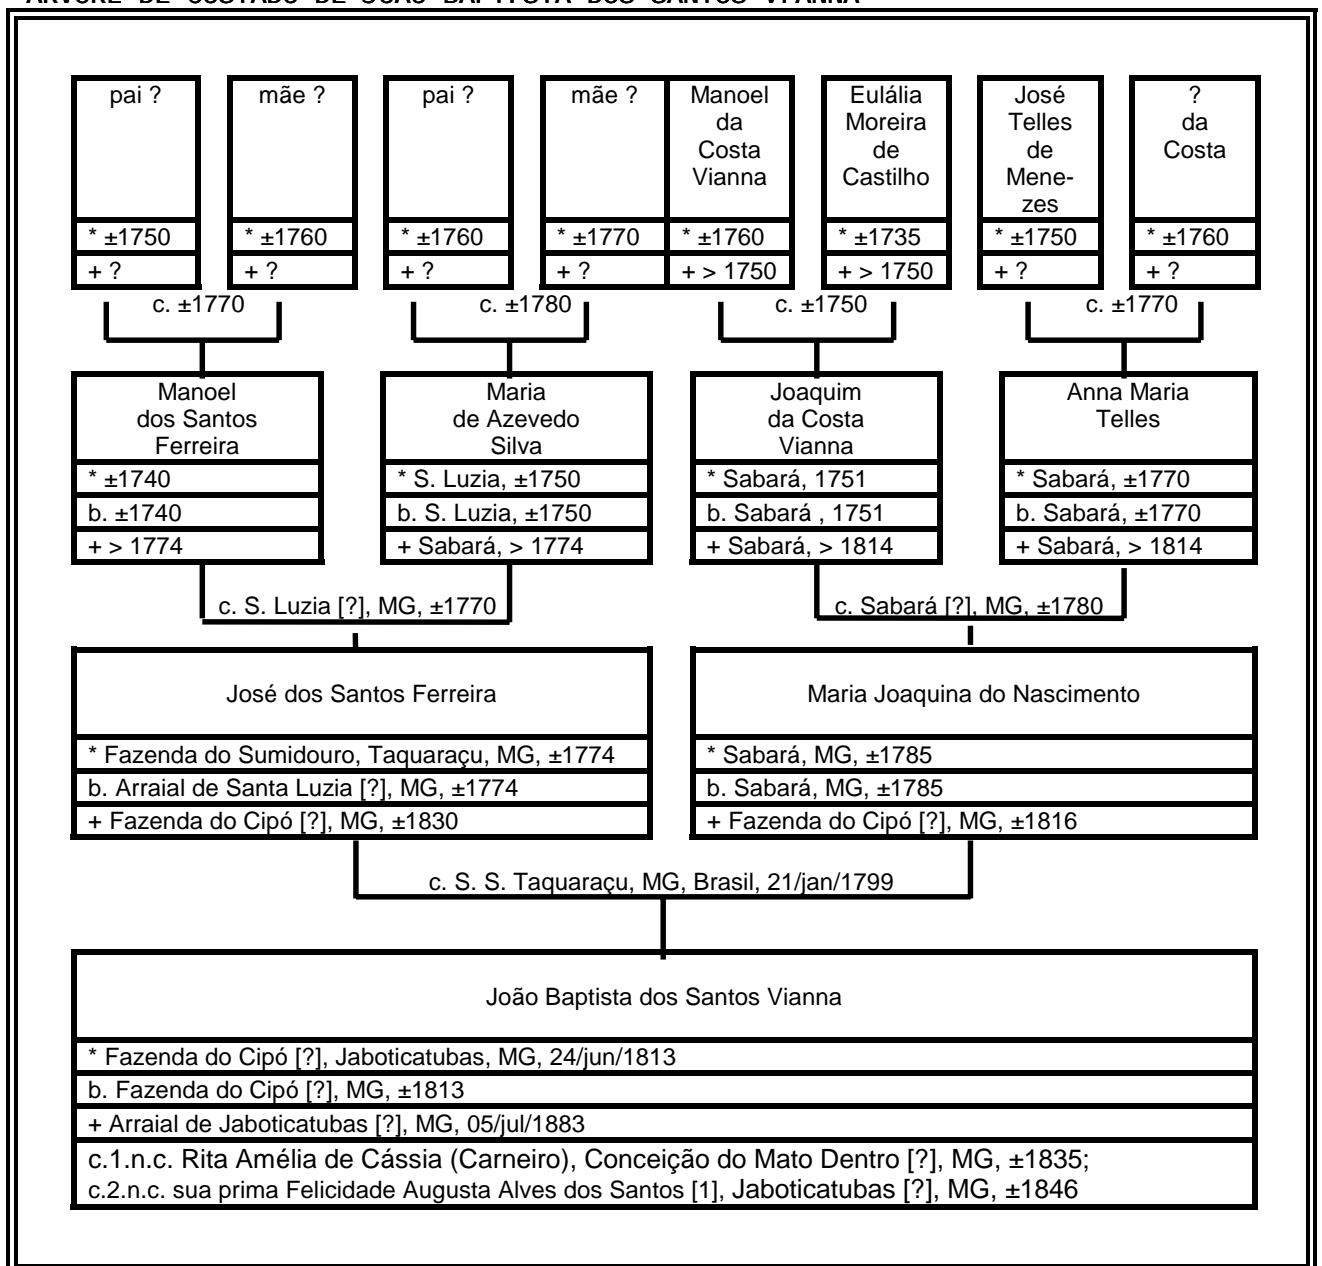 pai ?
* ±1750
+ ?
mãe ?
* ±1760
+ ?
pai ?
* ±1760
+ ?
mãe ?
* ±1770
+ ?
Manoel
da
Costa
Vianna
* ±1760
+ > 1750
Eulália
Moreira
de
Castilho
* ±1735
+ > 1750
José
Telles
de
Mene-
zes
* ±1750
+ ?
?
da
Costa
* ±1760
+ ?
c. ±1770
c. ±1780
c. ±1750
c. ±1770
Manoel
dos Santos
Ferreira
* ±1740
b. ±1740
+ > 1774
Maria
de Azevedo
Silva
* S. Luzia, ±1750
b. S. Luzia, ±1750
+ Sabará, > 1774
Joaquim
da Costa
Vianna
* Sabará, 1751
b. Sabará , 1751
+ Sabará, > 1814
Anna Maria
Telles
* Sabará, ±1770
b. Sabará, ±1770
+ Sabará, > 1814
c. S. Luzia [?], MG, ±1770
c. Sabará [?], MG, ±1780
José dos Santos Ferreira
* Fazenda do Sumidouro, Taquaraçu, MG, ±1774
b. Arraial de Santa Luzia [?], MG, ±1774
+ Fazenda do Cipó [?], MG, ±1830
Maria Joaquina do Nascimento
* Sabará, MG, ±1785
b. Sabará, MG, ±1785
+ Fazenda do Cipó [?], MG, ±1816
c. S. S. Taquaraçu, MG, Brasil, 21/jan/1799
João Baptista dos Santos Vianna
* Fazenda do Cipó [?], Jaboticatubas, MG, 24/jun/1813
b. Fazenda do Cipó [?], MG, ±1813
+ Arraial de Jaboticatubas [?], MG, 05/jul/1883
c.1.n.c. Rita Amélia de Cássia (Carneiro), Conceição do Mato Dentro [?], MG, ±1835;
c.2.n.c. sua prima Felicidade Augusta Alves dos Santos [1], Jaboticatubas [?], MG, ±1846